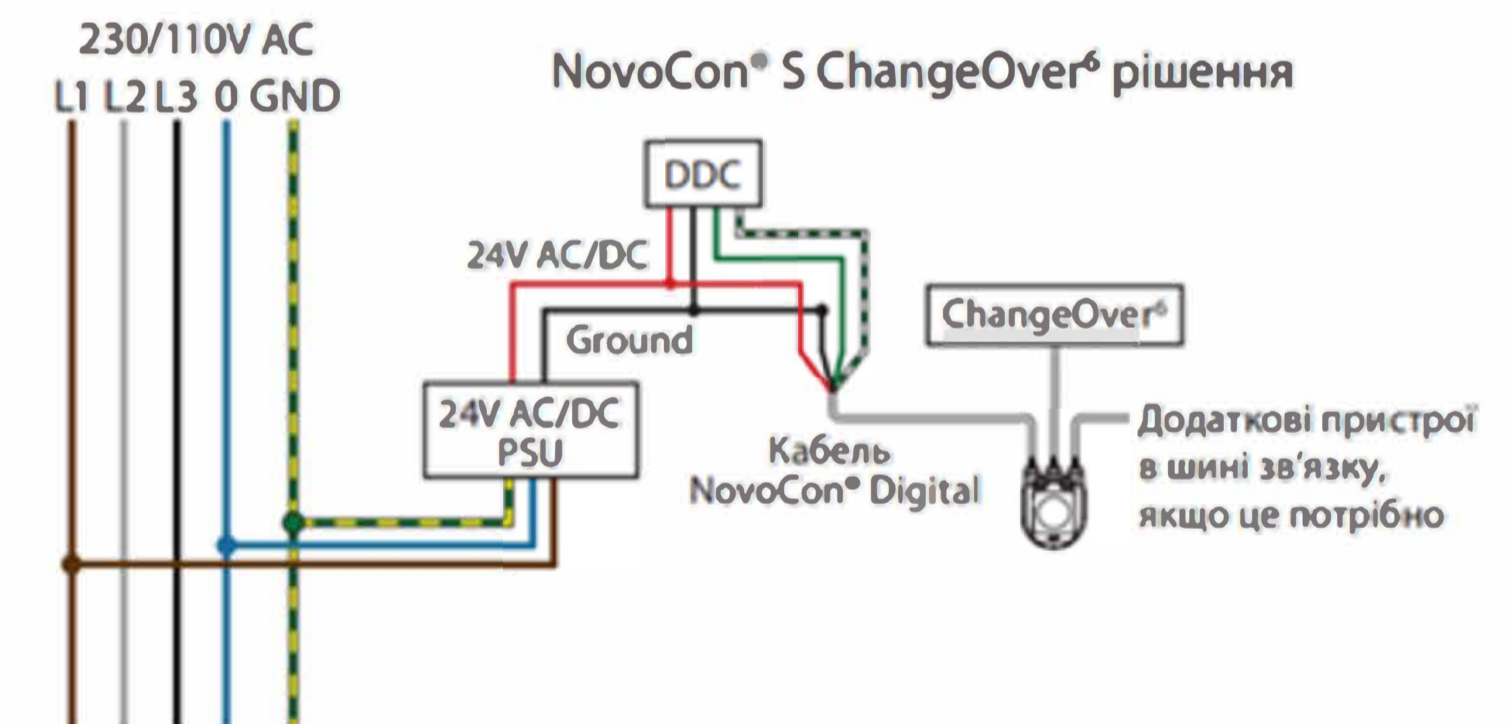 230/110V AC
L1 L2 L3 0 GND
NovoCon® S ChangeOver⁶ рішення
DDC
24V AC/DC
Ground
ChangeOver⁶
24V AC/DC
PSU
Кабель
NovoCon® Digital
Додаткові пристрої
в шині зв'язку,
якщо це потрібно